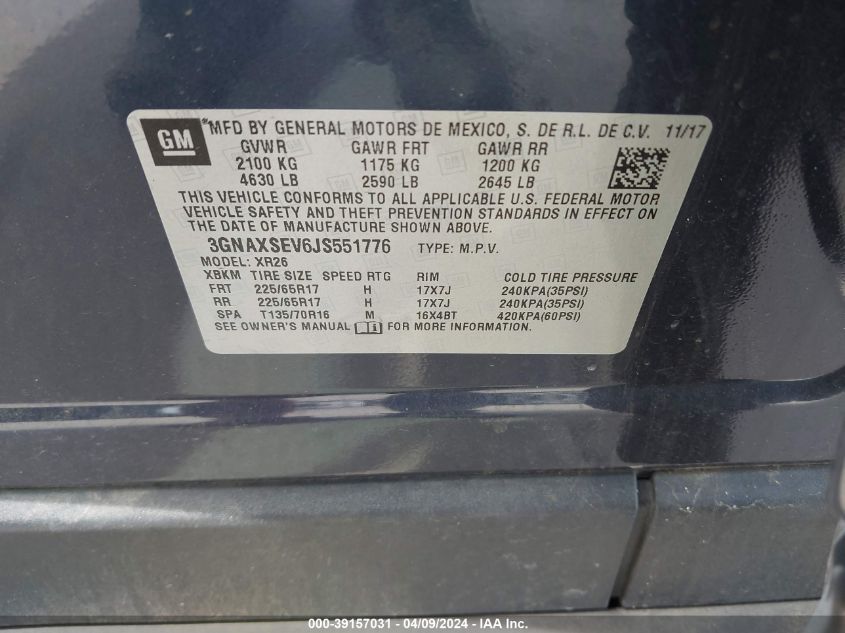 GM *MFD BY GENERAL MOTORS DE MEXICO, S. DE R.L. DE C.V. 11/17
GVWR GAWR FRT GAWR RR
2100 KG 1175 KG 1200 KG
4630 LB 2590 LB 2645 LB
THIS VEHICLE CONFORMS TO ALL APPLICABLE U.S. FEDERAL MOTOR
VEHICLE SAFETY AND THEFT PREVENTION STANDARDS IN EFFECT ON
THE DATE OF MANUFACTURE SHOWN ABOVE.
3GNAXSEV6JS551776 TYPE: M.P.V.
MODEL: XR26
XBKM TIRE SIZE SPEED RTG RIM COLD TIRE PRESSURE
FRT 225/65R17 H 17X7J 240KPA(35PSI)
RR 225/65R17 H 17X7J 240KPA(35PSI)
SPA T135/70R16 M 16X4BT 420KPA(60PSI)
SEE OWNER'S MANUAL FOR MORE INFORMATION.
000-39157031 - 04/09/2024 - IAA Inc.